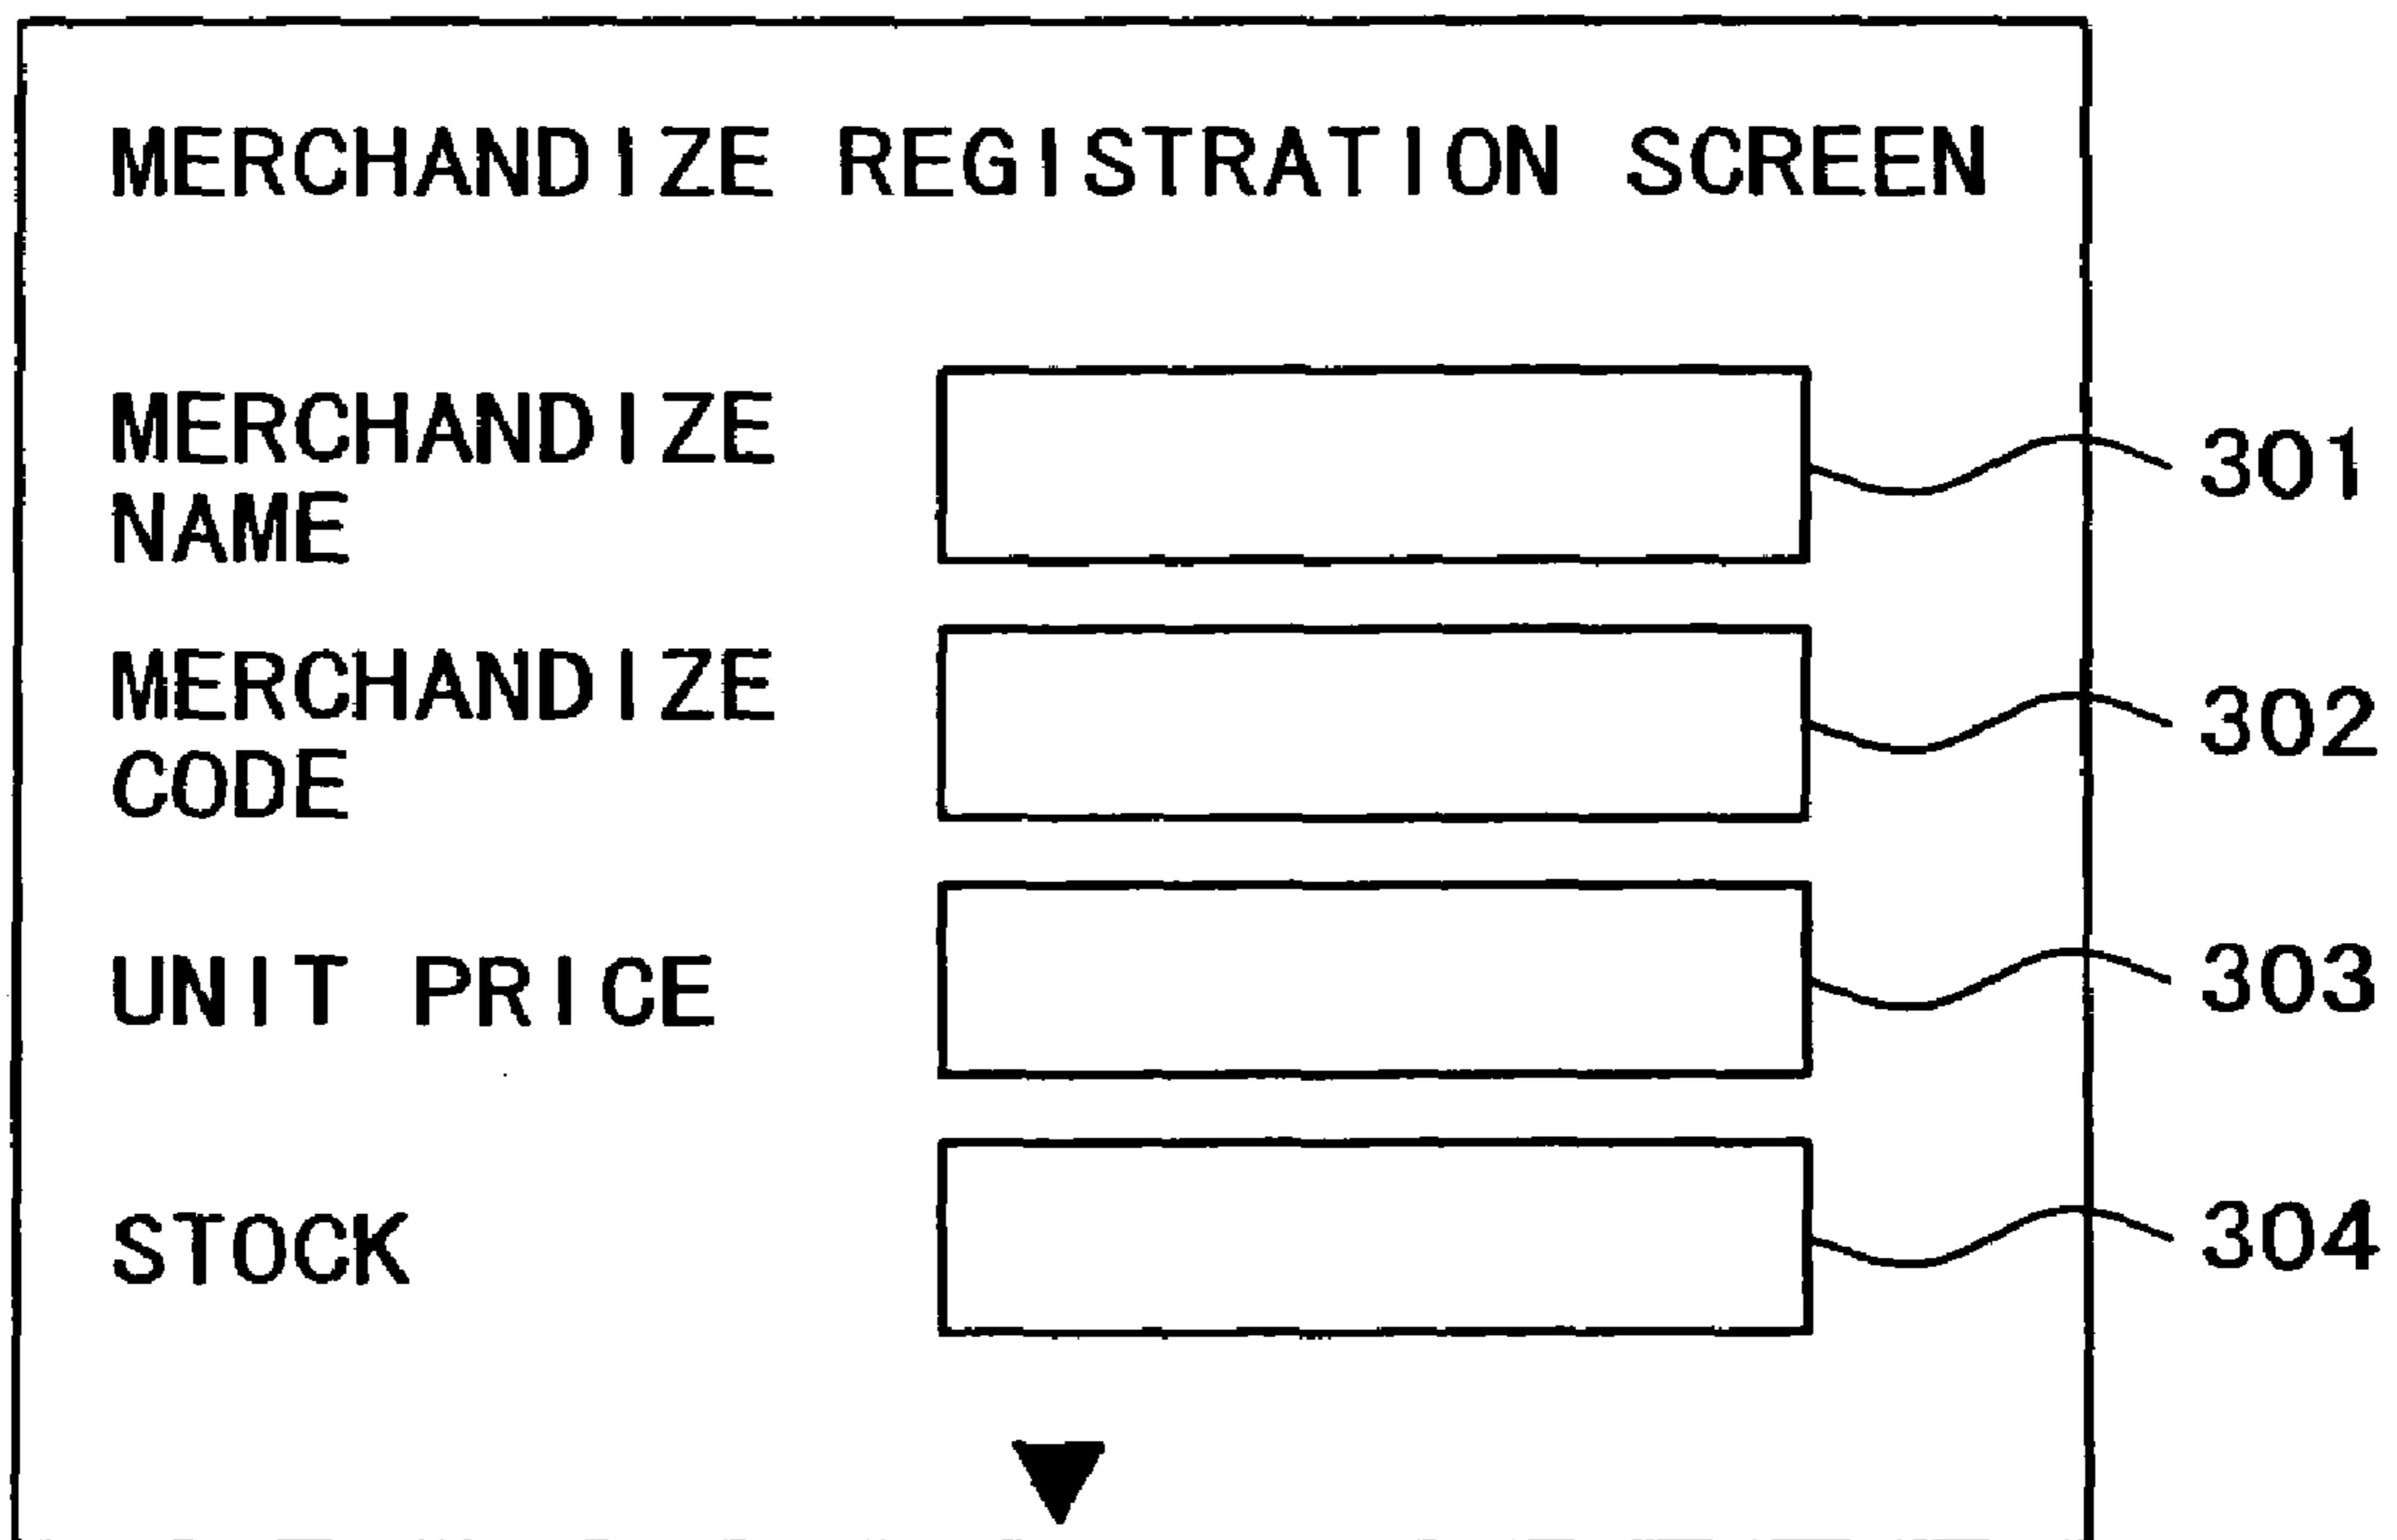 MERCHANDIZE REGISTRATION SCREEN
MERCHANDIZE
NAME
301
MERCHANDIZE
CODE
302
UNIT PRICE
303
STOCK
304